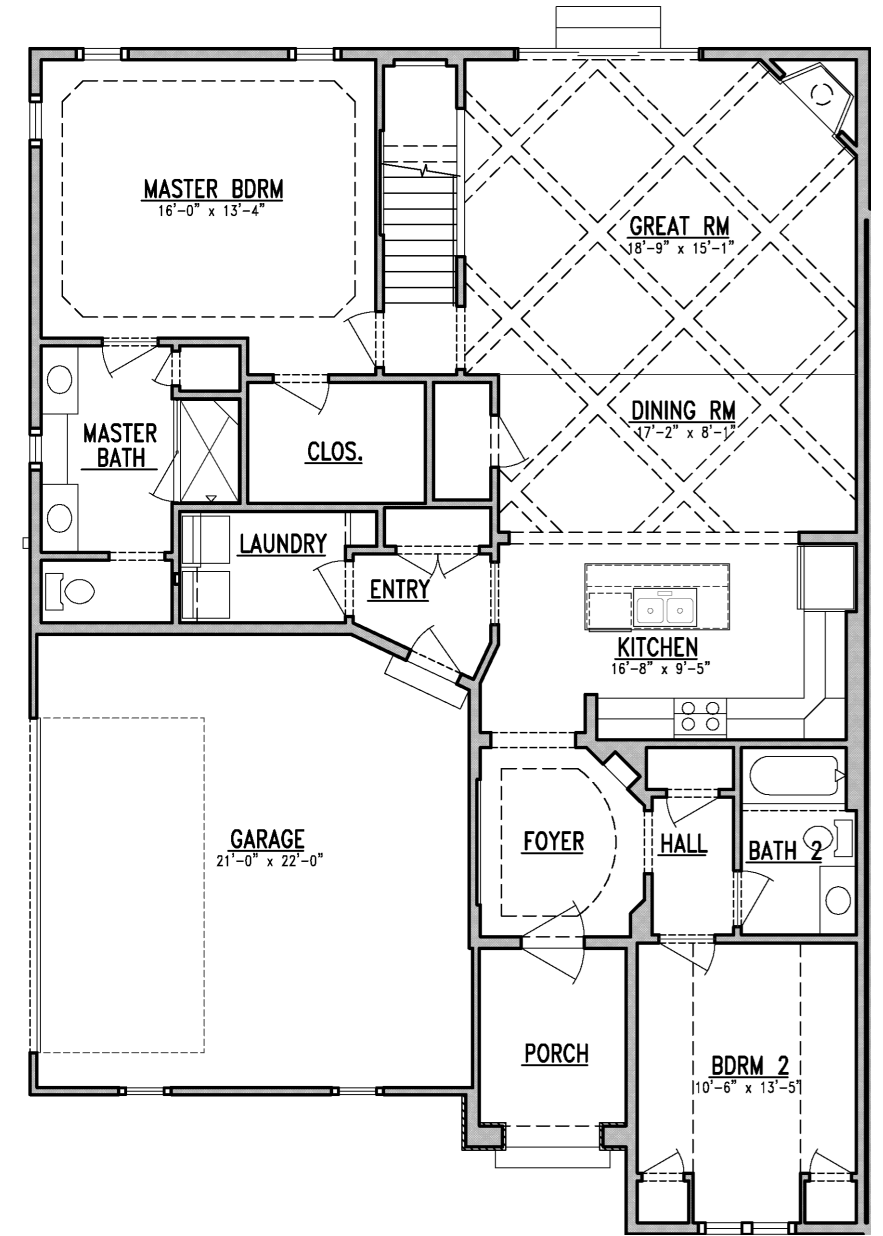 MASTER BDRM
16'-0" x 13'-4"
GREAT RM
18'-9" x 15'-1"
DINING RM
17'-2" x 8'-1"
MASTER
BATH
CLOS.
LAUNDRY
ENTRY
KITCHEN
16'-8" x 9'-5"
GARAGE
21'-0" x 22'-0"
FOYER
HALL
BATH 2
PORCH
BDRM 2
10'-6" x 13'-5"